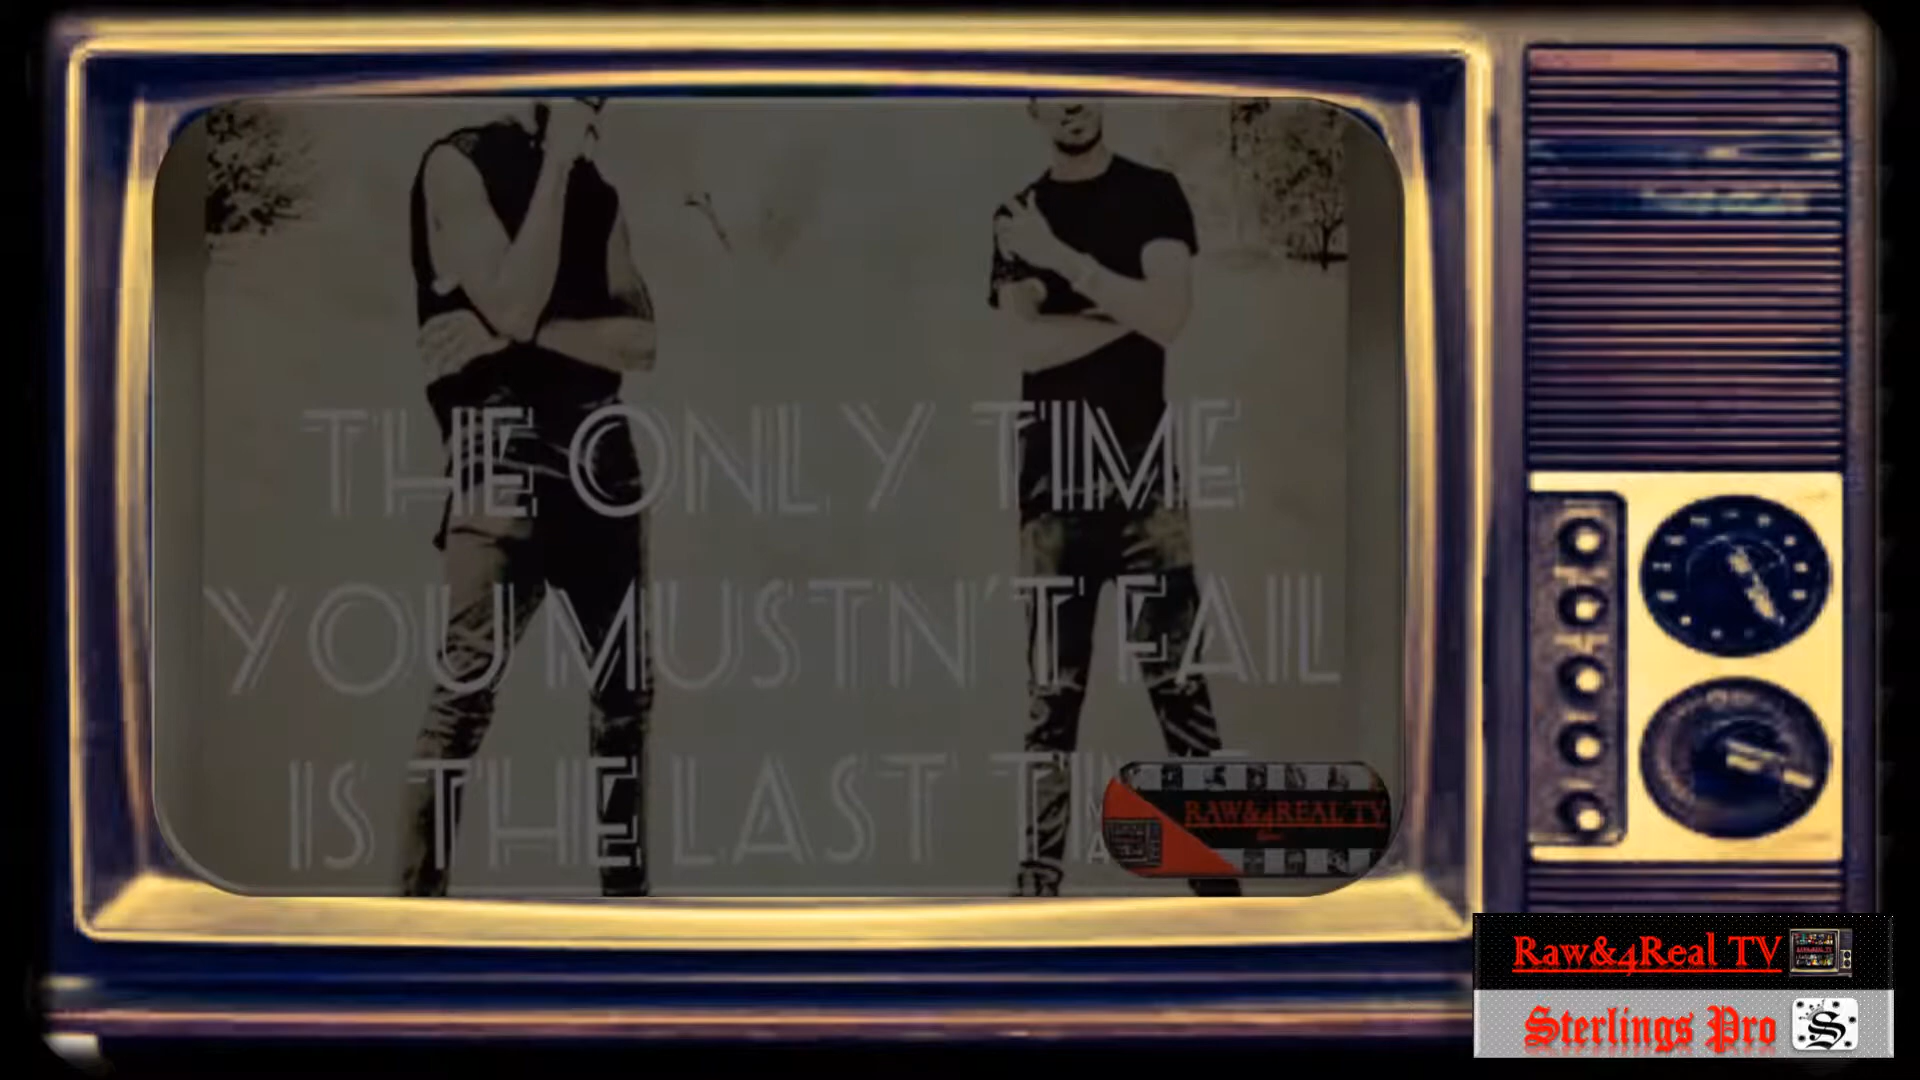 THE ONLY TIME
YOU MUSTN'T FAIL
IS THE LAST
RAW&4REAL TV
Raw&4Real TV
Sterlings Pro
S